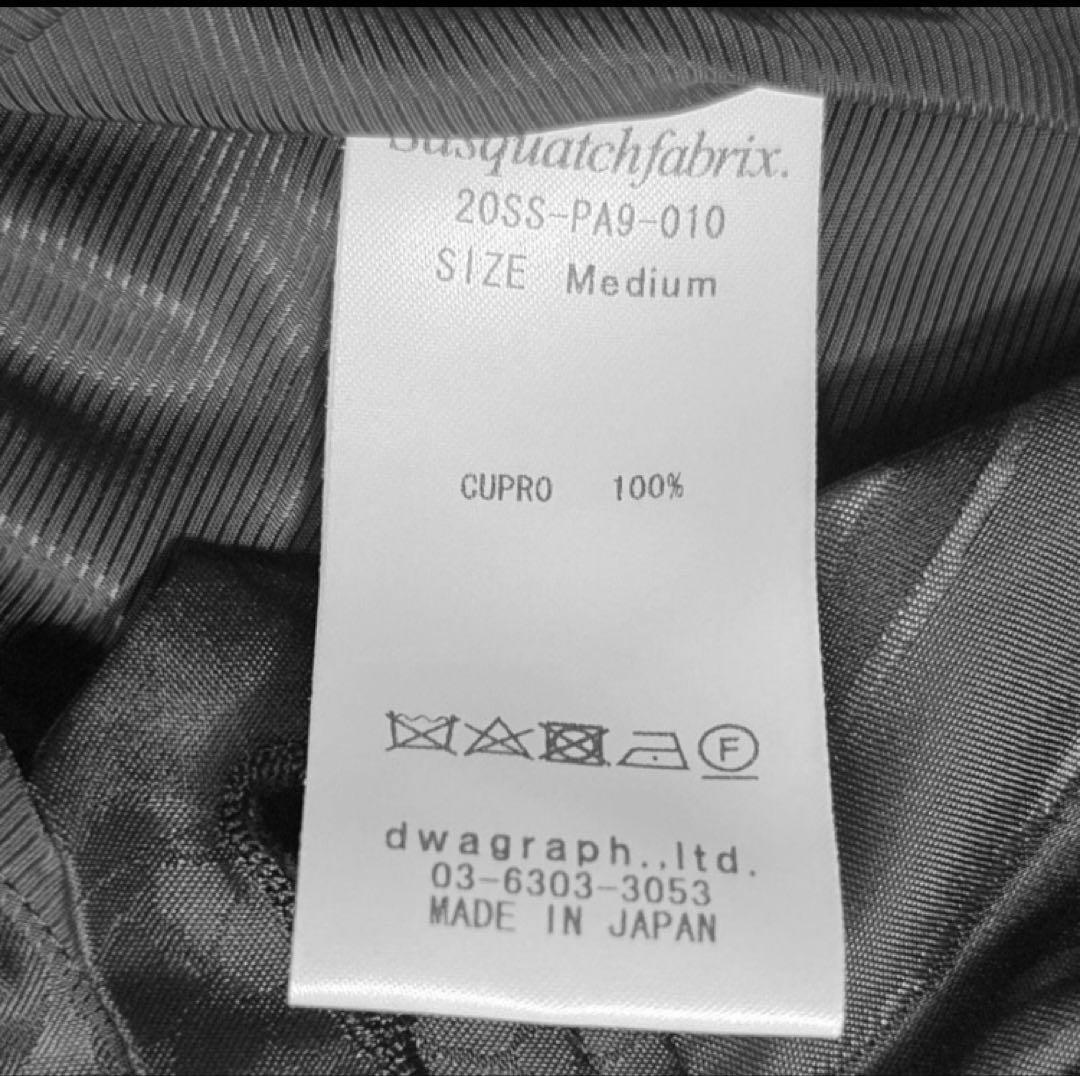 Sasquatchfabrix.
20SS-PA9-010
SIZE Medium
CUPRO 100%
F
dwagraph.,ltd.
03-6303-3053
MADE IN JAPAN